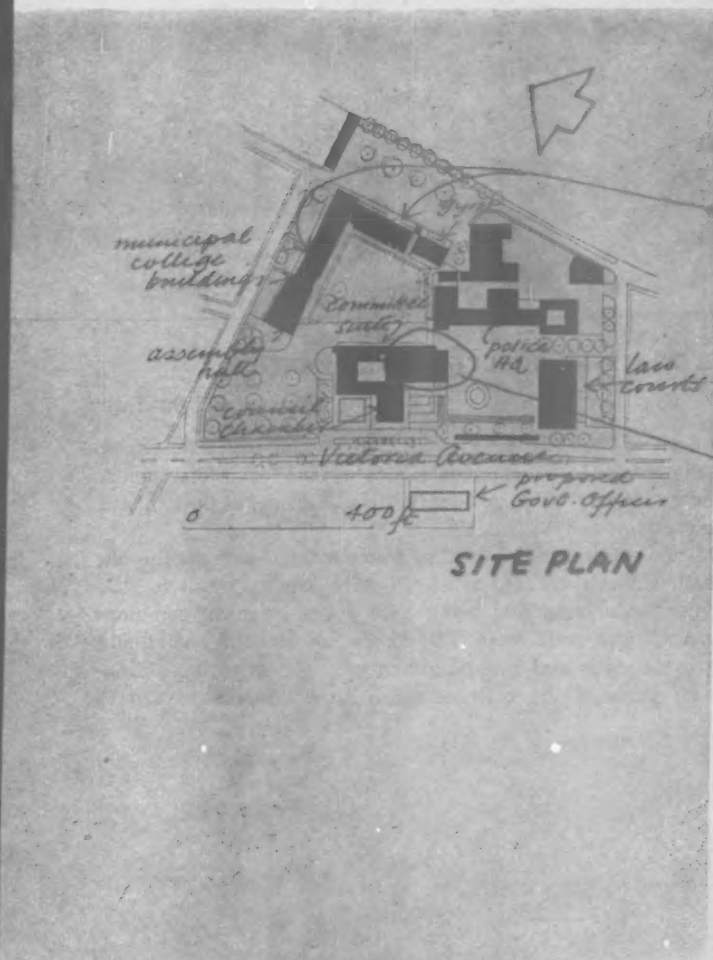 gym
municipal
college
buildings
committee
suite
assembly
hall
police
HQ
law
courts
council
chamber
Victoria Avenue
proposed
Govt. Offices
0 400 ft
SITE PLAN